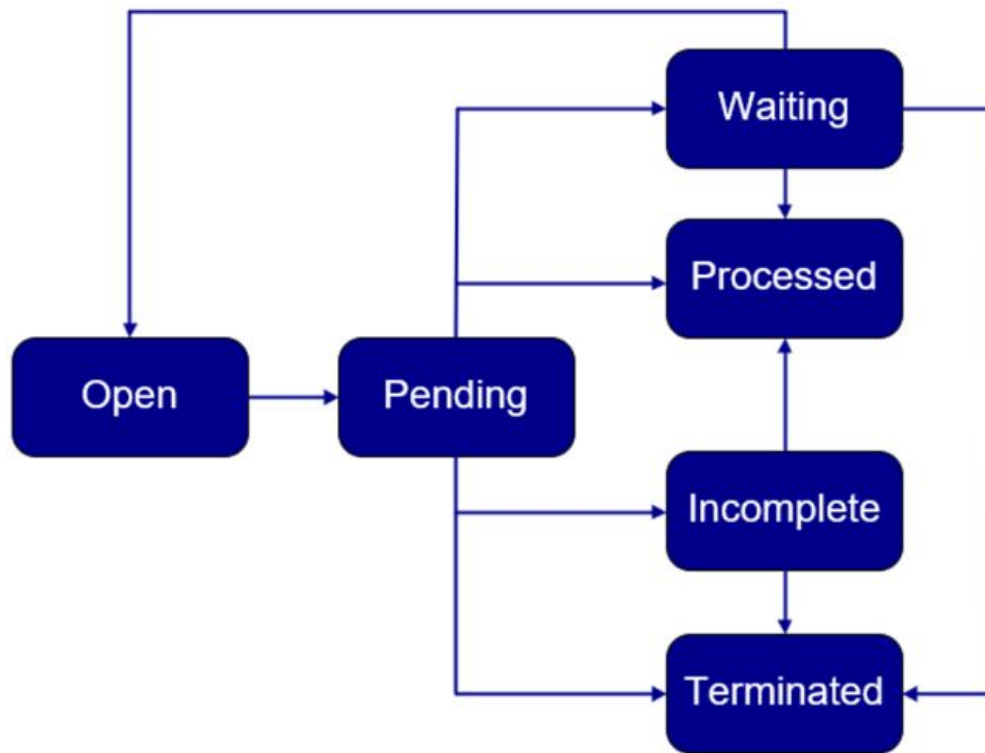 Waiting
Processed
Open
Pending
Incomplete
Terminated